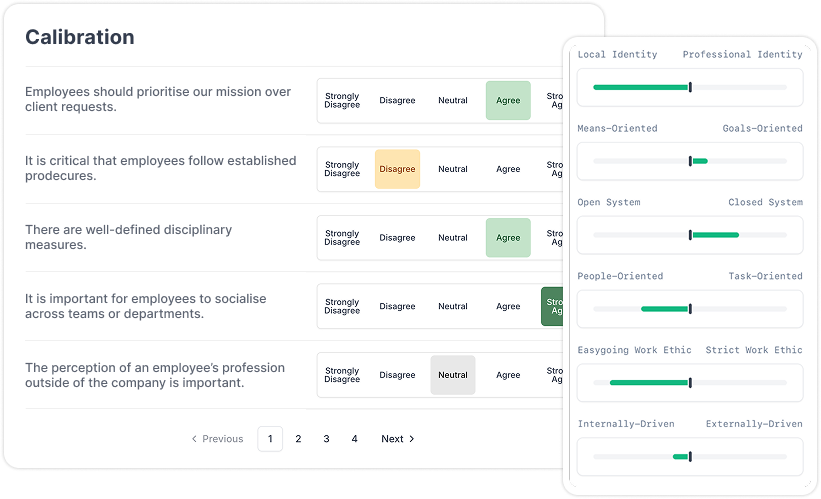 Calibration
Employees should prioritise our mission over
client requests.
Strongly Disagree Disagree Neutral Agree Stro Ag
It is critical that employees follow established
prodecures.
Strongly Disagree Disagree Neutral Agree Stro Ag
There are well-defined disciplinary
measures.
Strongly Disagree Disagree Neutral Agree Stro Ag
It is important for employees to socialise
across teams or departments.
Strongly Disagree Disagree Neutral Agree Stro Ag
The perception of an employee’s profession
outside of the company is important.
Strongly Disagree Disagree Neutral Agree Stro Ag
Previous 1 2 3 4 Next
Local Identity Professional Identity
Means-Oriented Goals-Oriented
Open System Closed System
People-Oriented Task-Oriented
Easygoing Work Ethic Strict Work Ethic
Internally-Driven Externally-Driven